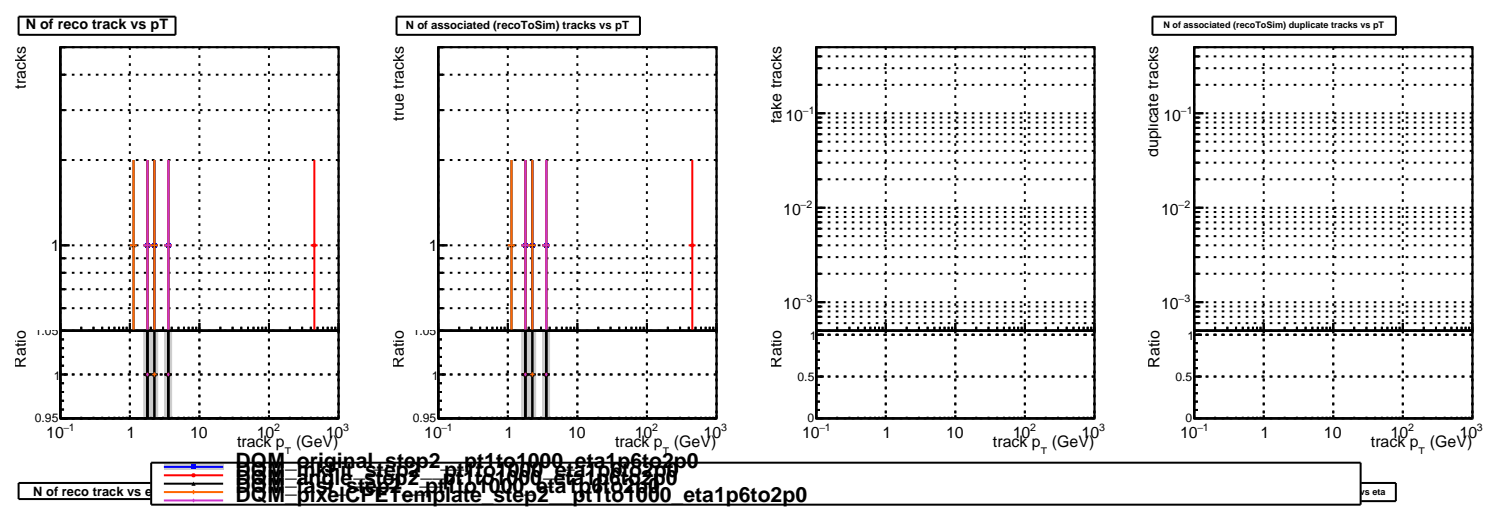 N of reco track vs pT
N of associated (recoToSim) tracks vs pT
N of associated (recoToSim) duplicate tracks vs pT
tracks
1
Ratio
1.05
1
0.95
10−1 1 10 102 103
track pT (GeV)
true tracks
1
Ratio
1.05
1
0.95
10−1 1 10 102 103
track pT (GeV)
fake tracks
10−1
10−2
10−3
Ratio
1
0.5
0
10−1 1 10 102 103
track pT (GeV)
duplicate tracks
10−1
10−2
10−3
Ratio
1
0.5
0
10−1 1 10 102 103
track pT (GeV)
DQM_original_step2__pt1to1000_eta1p6to2p0
DQM_pixelCPETemplate_step2__pt1to1000_eta1p6to2p0
N of reco track vs
vs eta